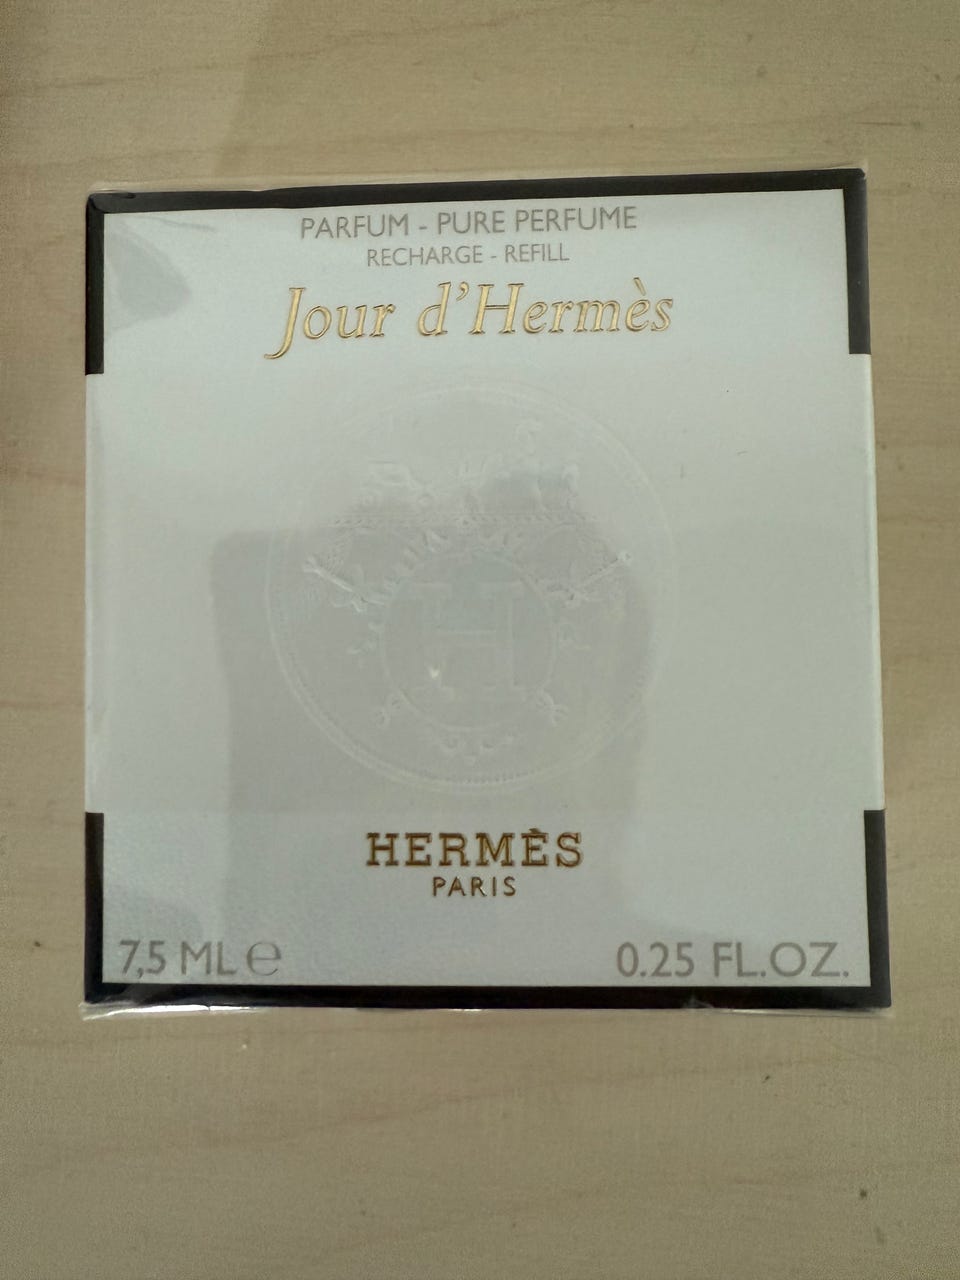 PARFUM - PURE PERFUME
RECHARGE - REFILL
Jour d'Hermès
H
HERMÈS
PARIS
7,5 ML ℮ 0.25 FL.OZ.